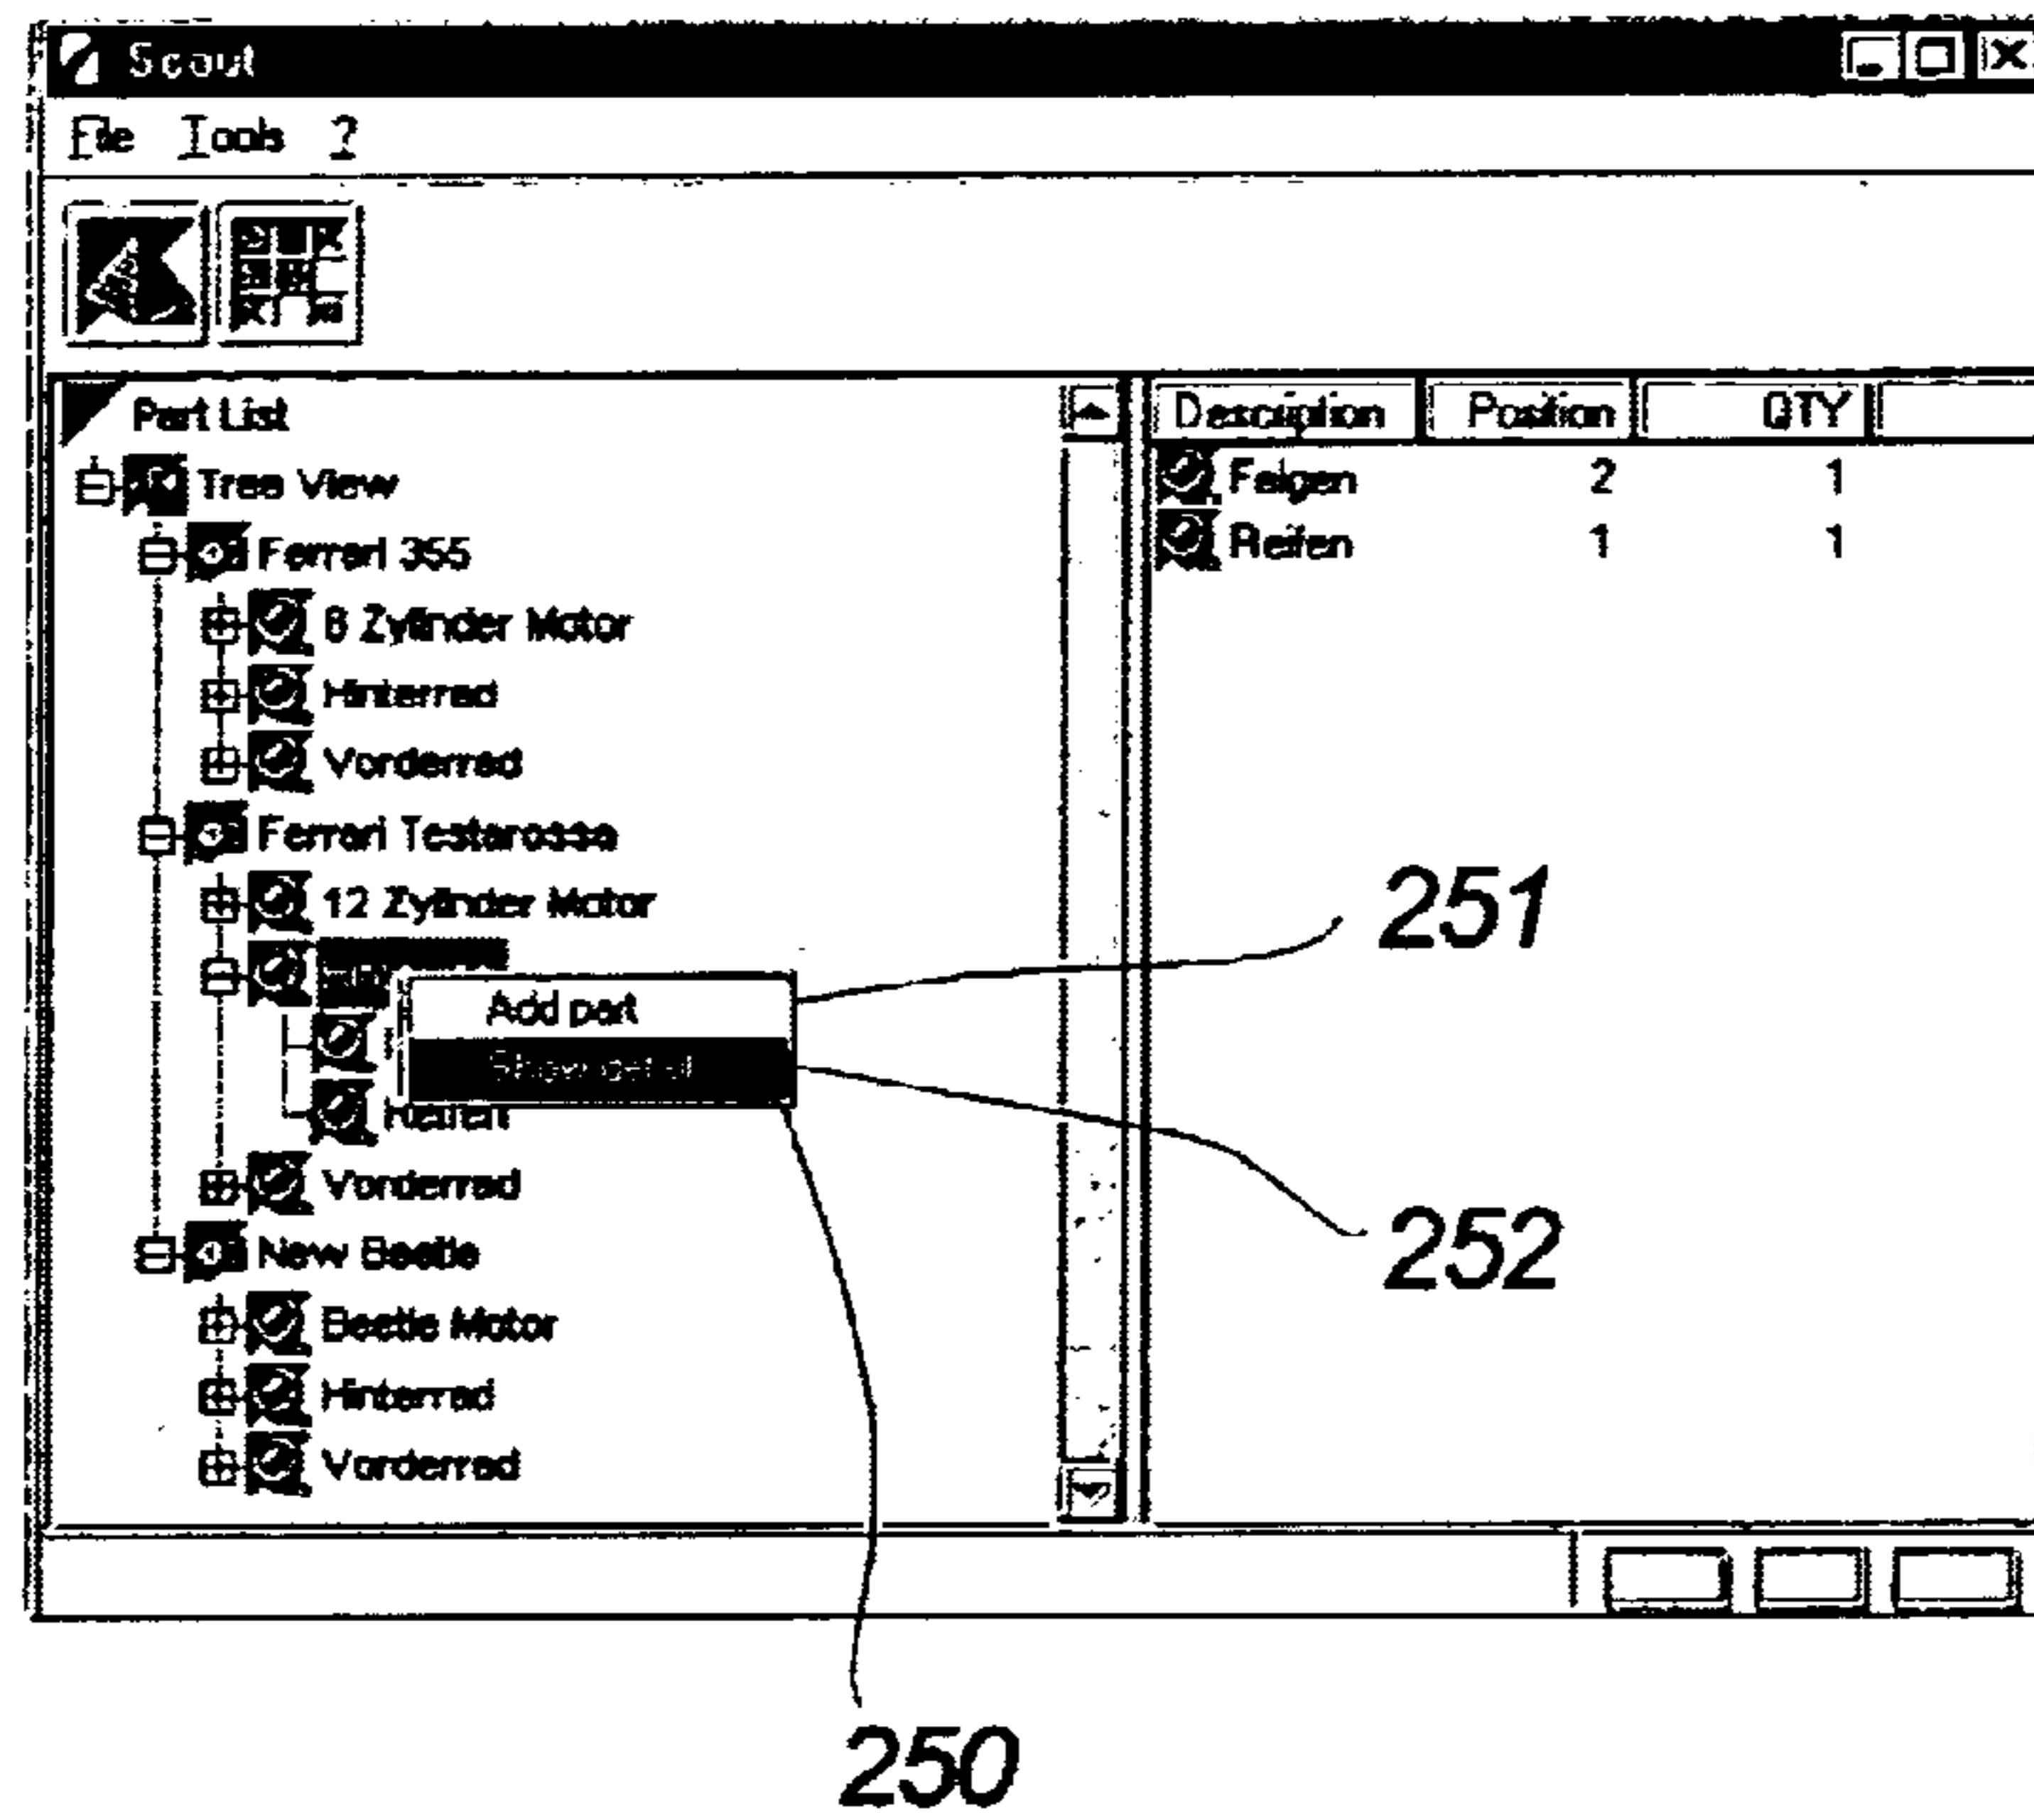 Scout
File Tools ?
Part List
Description Position QTY
Tree View
Felgen 2 1
Ferrari 355
Reifen 1 1
8 Zylinder Motor
Hinterrad
Vorderrad
Ferrari Testarossa
12 Zylinder Motor
251
Add part
Reifen
Vorderrad
252
New Beetle
Beetle Motor
Hinterrad
Vorderrad
250